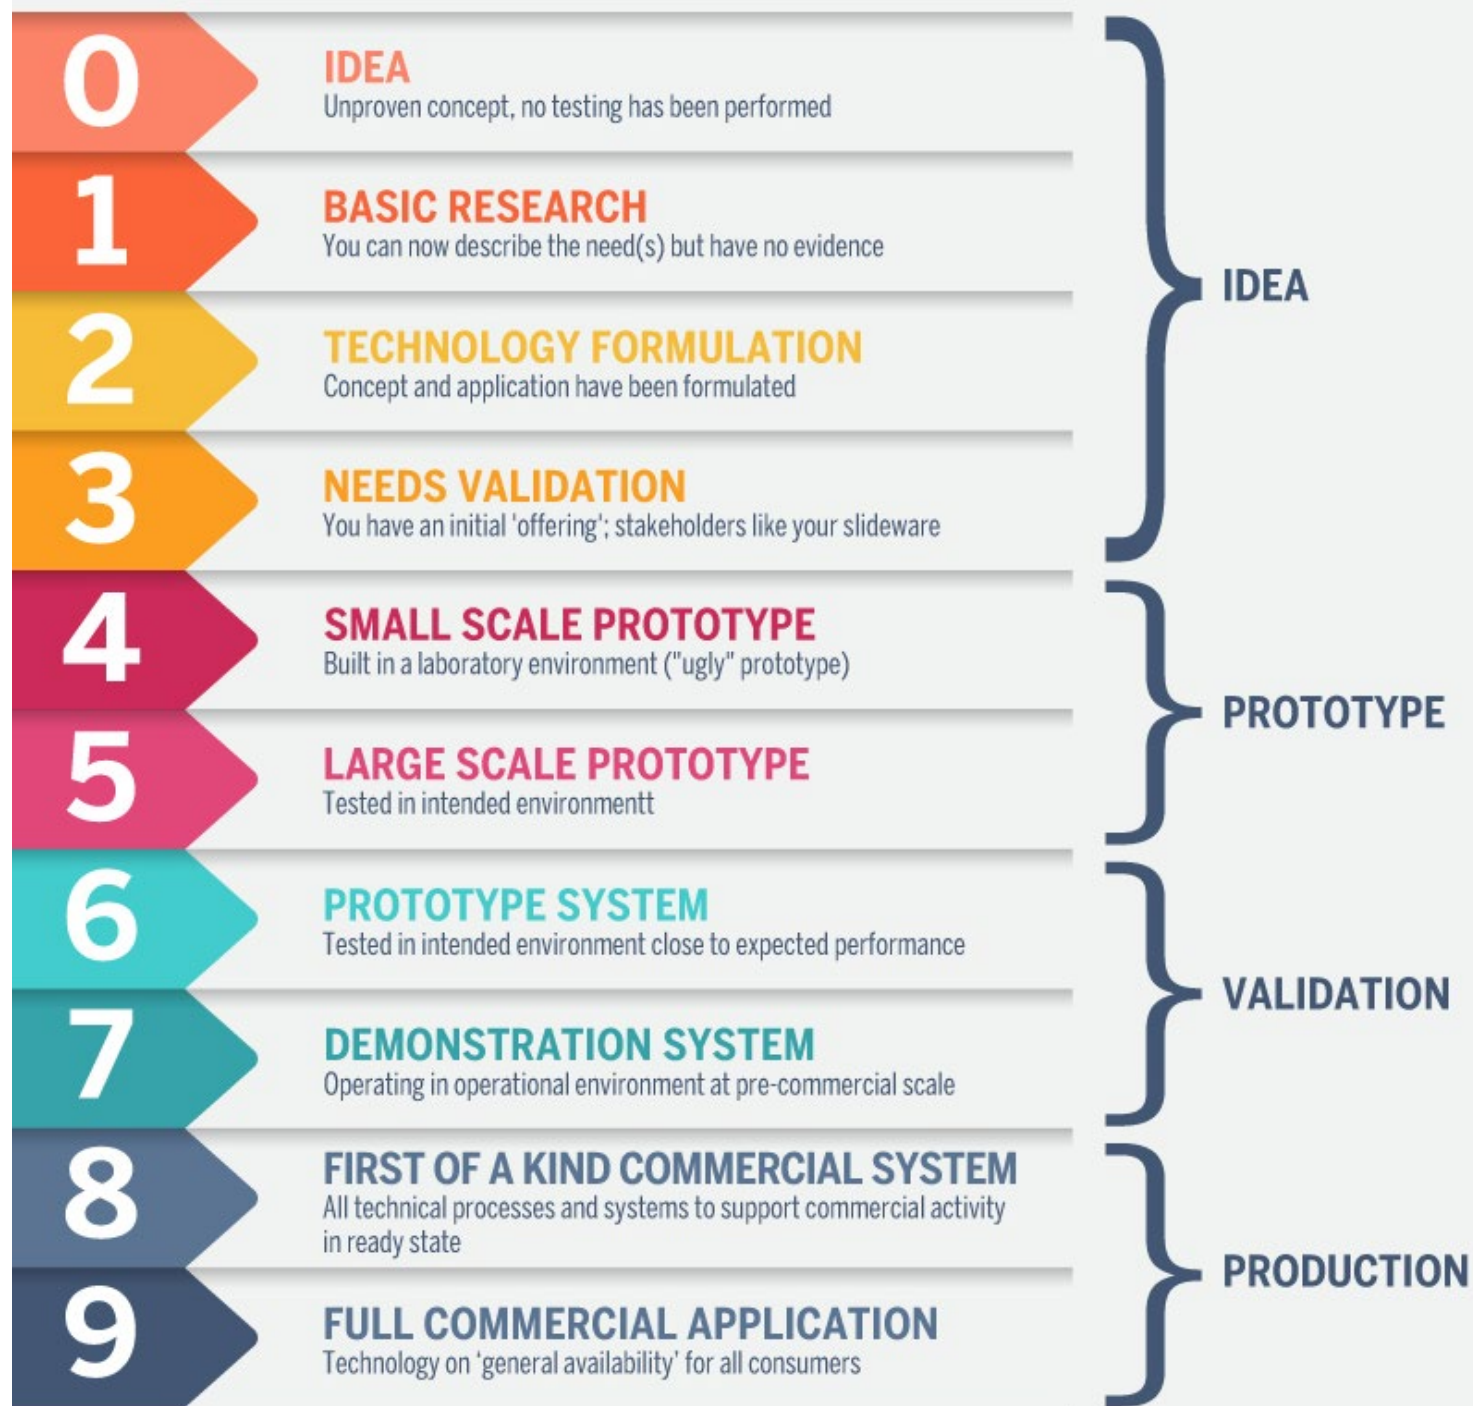 0
IDEA
Unproven concept, no testing has been performed
1
BASIC RESEARCH
You can now describe the need(s) but have no evidence
2
TECHNOLOGY FORMULATION
Concept and application have been formulated
3
NEEDS VALIDATION
You have an initial 'offering'; stakeholders like your slideware
IDEA
4
SMALL SCALE PROTOTYPE
Built in a laboratory environment ("ugly" prototype)
5
LARGE SCALE PROTOTYPE
Tested in intended environmentt
PROTOTYPE
6
PROTOTYPE SYSTEM
Tested in intended environment close to expected performance
7
DEMONSTRATION SYSTEM
Operating in operational environment at pre-commercial scale
VALIDATION
8
FIRST OF A KIND COMMERCIAL SYSTEM
All technical processes and systems to support commercial activity
in ready state
9
FULL COMMERCIAL APPLICATION
Technology on 'general availability' for all consumers
PRODUCTION